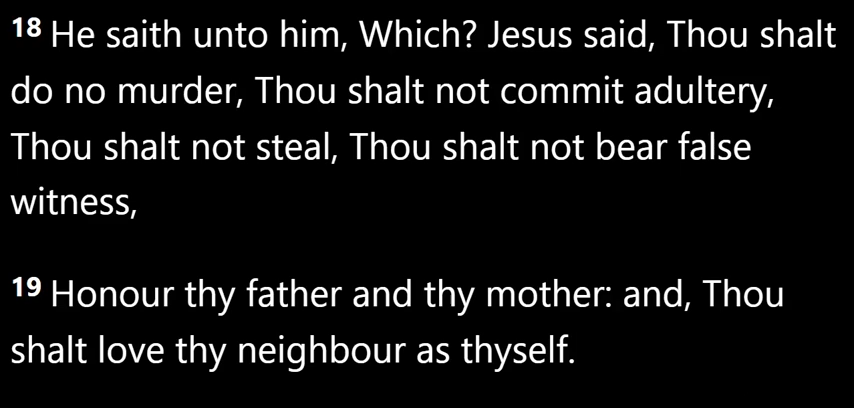 18 He saith unto him, Which? Jesus said, Thou shalt
do no murder, Thou shalt not commit adultery,
Thou shalt not steal, Thou shalt not bear false
witness,
19 Honour thy father and thy mother: and, Thou
shalt love thy neighbour as thyself.